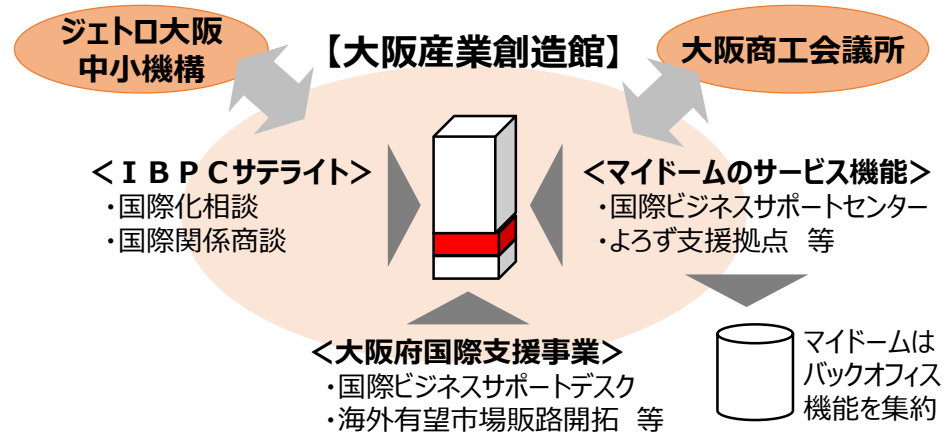 ジェトロ大阪
中小機構
【大阪産業創造館】
大阪商工会議所
＜ＩＢＰＣサテライト＞
・国際化相談
・国際関係商談
＜マイドームのサービス機能＞
・国際ビジネスサポートセンター
・よろず支援拠点　等
＜大阪府国際支援事業＞
・国際ビジネスサポートデスク
・海外有望市場販路開拓　等
マイドームは
バックオフィス
機能を集約